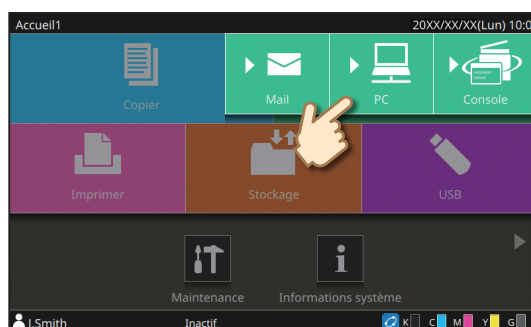 Accueil1 20XX/XX/XX(Lun) 10:0
Copier Mail PC Console
Imprimer Stockage USB
Maintenance Informations système
J.Smith Inactif K C M Y G